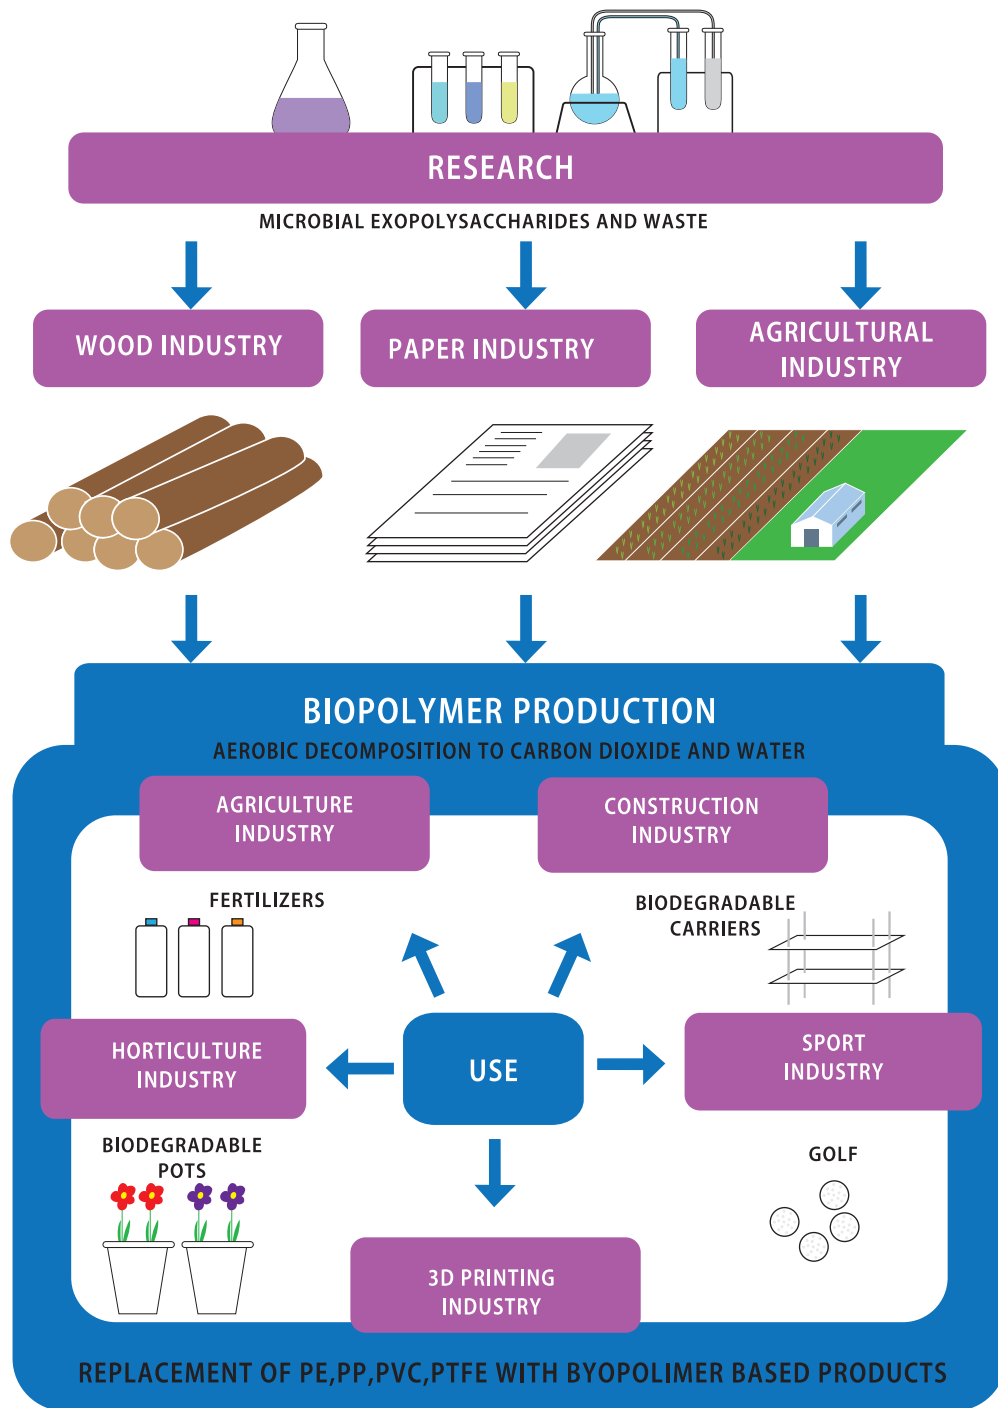 RESEARCH
MICROBIAL EXOPOLYSACCHARIDES AND WASTE
WOOD INDUSTRY
PAPER INDUSTRY
AGRICULTURAL
INDUSTRY
BIOPOLYMER PRODUCTION
AEROBIC DECOMPOSITION TO CARBON DIOXIDE AND WATER
AGRICULTURE
INDUSTRY
CONSTRUCTION
INDUSTRY
FERTILIZERS
BIODEGRADABLE
CARRIERS
HORTICULTURE
INDUSTRY
USE
SPORT
INDUSTRY
BIODEGRADABLE
POTS
GOLF
3D PRINTING
INDUSTRY
REPLACEMENT OF PE,PP,PVC,PTFE WITH BYOPOLIMER BASED PRODUCTS